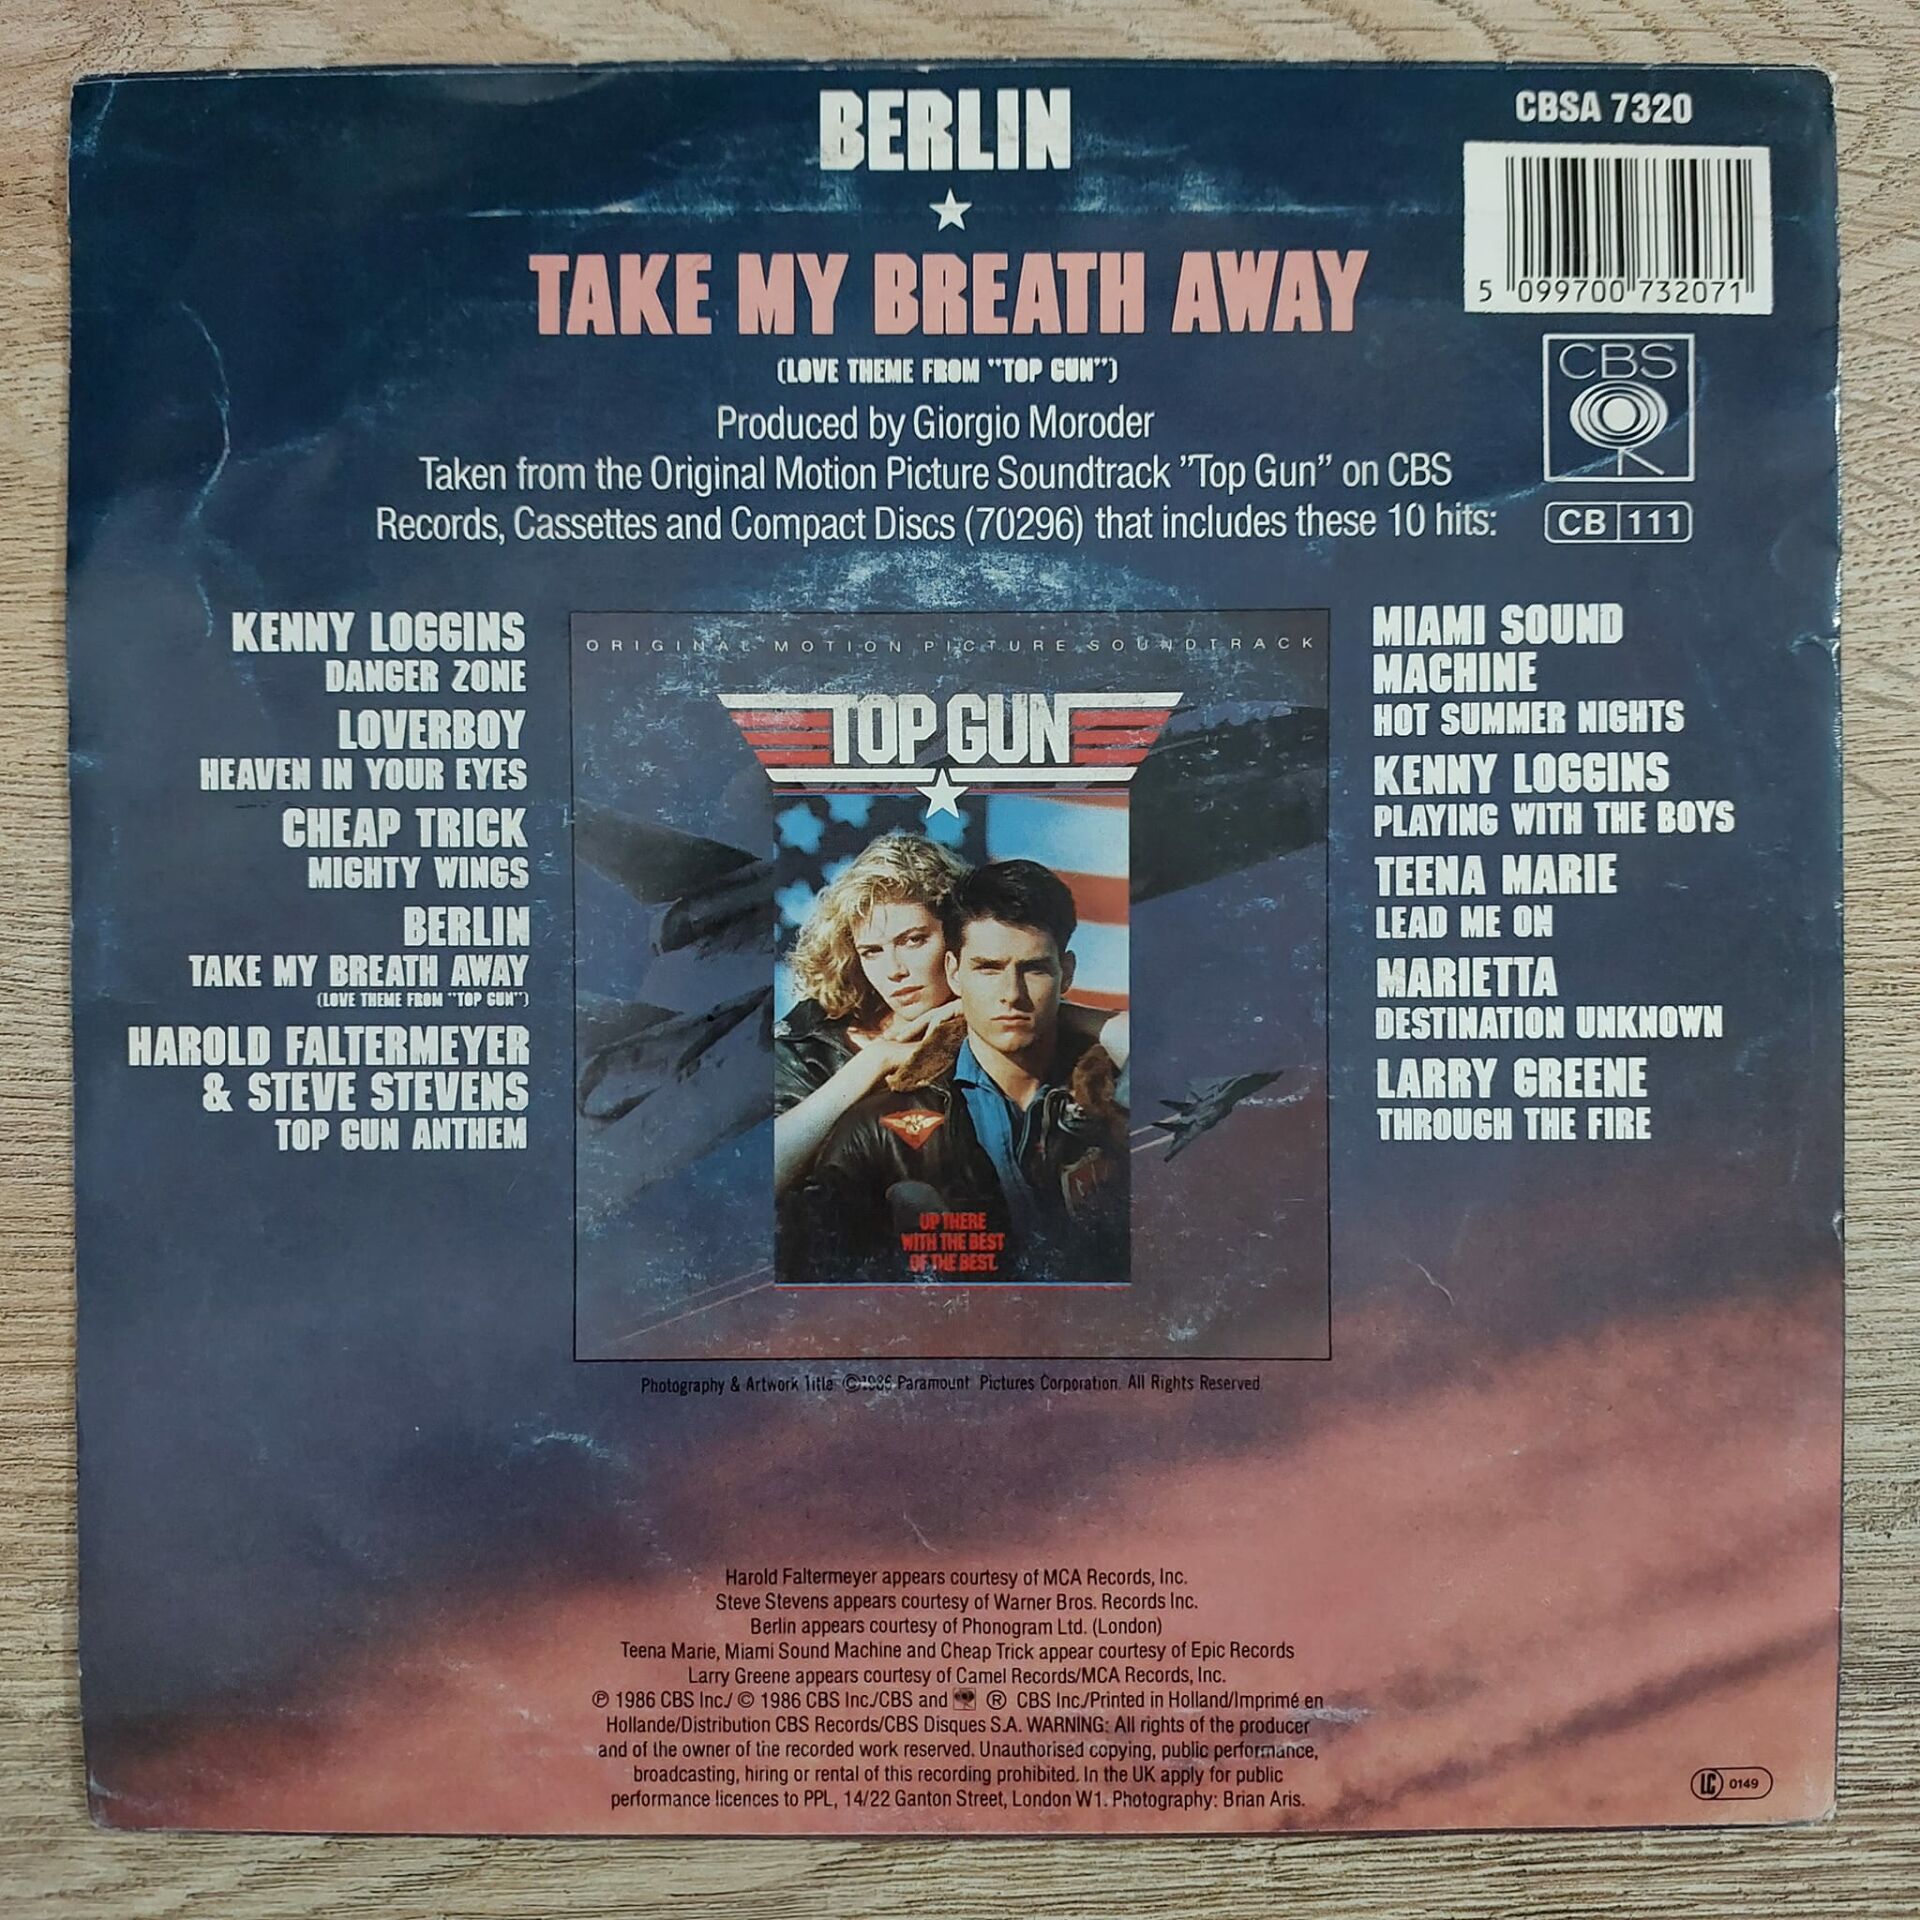 BERLIN
CBSA 7320
5 099700 732071
TAKE MY BREATH AWAY
(LOVE THEME FROM "TOP GUN")
CBS
Produced by Giorgio Moroder
Taken from the Original Motion Picture Soundtrack ”Top Gun” on CBS
Records, Cassettes and Compact Discs (70296) that includes these 10 hits:
CB 111
KENNY LOGGINS
DANGER ZONE
LOVERBOY
HEAVEN IN YOUR EYES
CHEAP TRICK
MIGHTY WINGS
BERLIN
TAKE MY BREATH AWAY
(LOVE THEME FROM "TOP GUN")
HAROLD FALTERMEYER
& STEVE STEVENS
TOP GUN ANTHEM
ORIGINAL MOTION PICTURE SOUNDTRACK
TOP GUN
UP THERE
WITH THE BEST
OF THE BEST.
MIAMI SOUND
MACHINE
HOT SUMMER NIGHTS
KENNY LOGGINS
PLAYING WITH THE BOYS
TEENA MARIE
LEAD ME ON
MARIETTA
DESTINATION UNKNOWN
LARRY GREENE
THROUGH THE FIRE
Photography & Artwork Title ©1986 Paramount Pictures Corporation. All Rights Reserved
Harold Faltermeyer appears courtesy of MCA Records, Inc.
Steve Stevens appears courtesy of Warner Bros. Records Inc.
Berlin appears courtesy of Phonogram Ltd. (London)
Teena Marie, Miami Sound Machine and Cheap Trick appear courtesy of Epic Records
Larry Greene appears courtesy of Camel Records/MCA Records, Inc.
℗ 1986 CBS Inc./ © 1986 CBS Inc./CBS and ® CBS Inc./Printed in Holland/Imprimé en
Hollande/Distribution CBS Records/CBS Disques S.A. WARNING: All rights of the producer
and of the owner of the recorded work reserved. Unauthorised copying, public performance,
broadcasting, hiring or rental of this recording prohibited. In the UK apply for public
performance licences to PPL, 14/22 Ganton Street, London W1. Photography: Brian Aris.
LC 0149